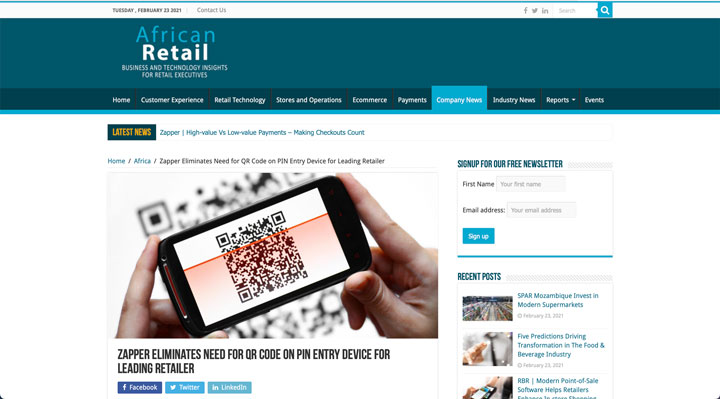 TUESDAY , FEBRUARY 23 2021
Contact Us
Search
African
Retail
BUSINESS AND TECHNOLOGY INSIGHTS
FOR RETAIL EXECUTIVES
Home Customer Experience Retail Technology Stores and Operations Ecommerce Payments Company News Industry News Reports Events
LATEST NEWS Zapper | High-value Vs Low-value Payments – Making Checkouts Count
Home / Africa / Zapper Eliminates Need for QR Code on PIN Entry Device for Leading Retailer
ZAPPER ELIMINATES NEED FOR QR CODE ON PIN ENTRY DEVICE FOR
LEADING RETAILER
Facebook Twitter LinkedIn
SIGNUP FOR OUR FREE NEWSLETTER
First Name Your first name
Email address: Your email address
Sign up
RECENT POSTS
SPAR Mozambique Invest In
Modern Supermarkets
February 23, 2021
Five Predictions Driving
Transformation in The Food &
Beverage Industry
February 23, 2021
RBR | Modern Point-of-Sale
Software Helps Retailers
Enhance In-store Shopping